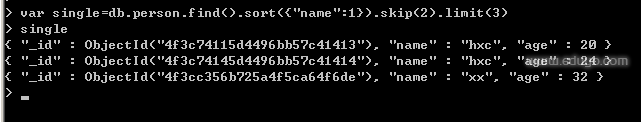 > var single=db.person.find().sort({"name":1}).skip(2).limit(3)
> single
{ "_id" : ObjectId("4f3c74115d4496bb57c41413"), "name" : "hxc", "age" : 20 }
{ "_id" : ObjectId("4f3c74145d4496bb57c41414"), "name" : "hxc", "age" : 24 }
{ "_id" : ObjectId("4f3cc356b725a4f5ca64f6de"), "name" : "xx", "age" : 32 }
> _